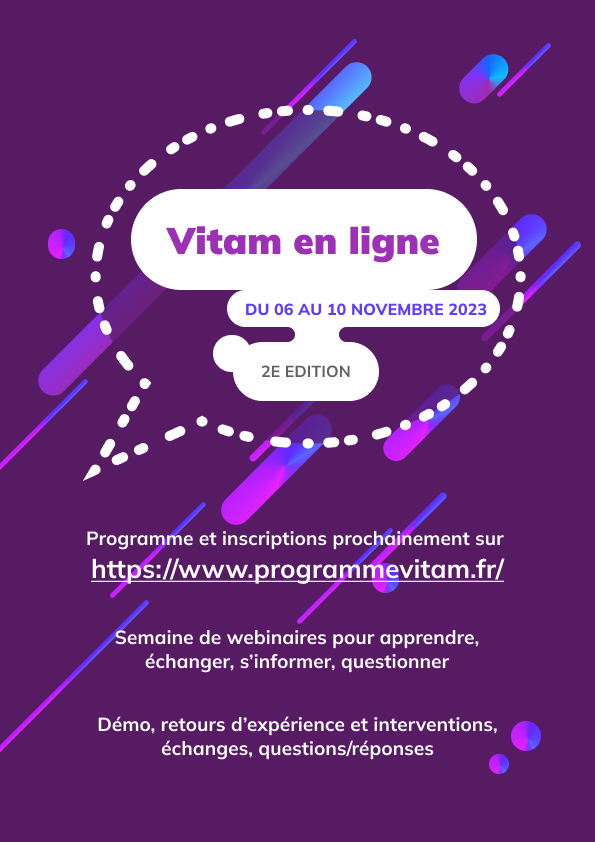 Vitam en ligne
DU 06 AU 10 NOVEMBRE 2023
2E EDITION
Programme et inscriptions prochainement sur
https://www.programmevitam.fr/
Semaine de webinaires pour apprendre,
échanger, s’informer, questionner
Démo, retours d’expérience et interventions,
échanges, questions/réponses